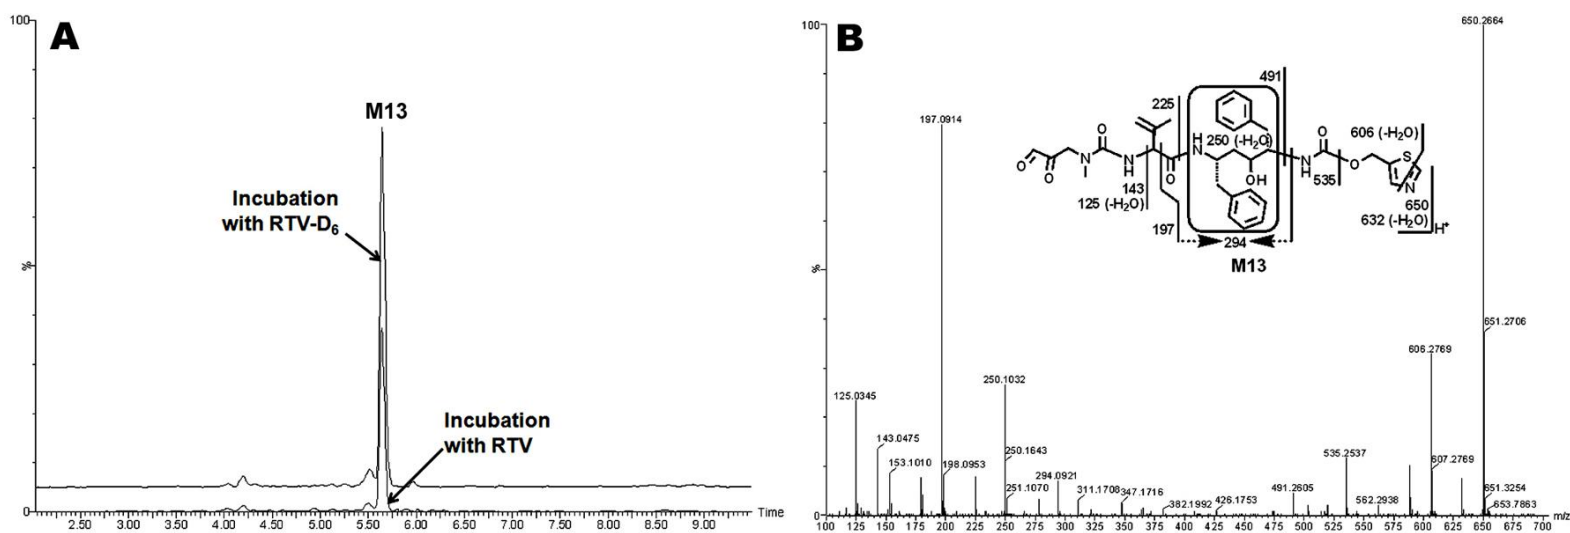 A
100
%
0
M13
Incubation
with RTV-D6
Incubation
with RTV
2.50 3.00 3.50 4.00 4.50 5.00 5.50 6.00 6.50 7.00 7.50 8.00 8.50 9.00 Time
B
100
%
0
650.2664
197.0914
651.2706
606.2769
250.1032
125.0345
143.0475
250.1643
153.1010
198.0953
294.0921
535.2537
607.2769
251.1070
311.1708
347.1716
382.1992
426.1753
491.2605
562.2938
651.3254
653.7863
100 125 150 175 200 225 250 275 300 325 350 375 400 425 450 475 500 525 550 575 600 625 650 675 700 m/z
491
225
250 (-H2O)
606 (-H2O)
O
O
O
N
N
H
O
H
N
OH
N
H
O
O
S
N
143
125 (-H2O)
197
294
535
650
632 (-H2O)
H+
M13